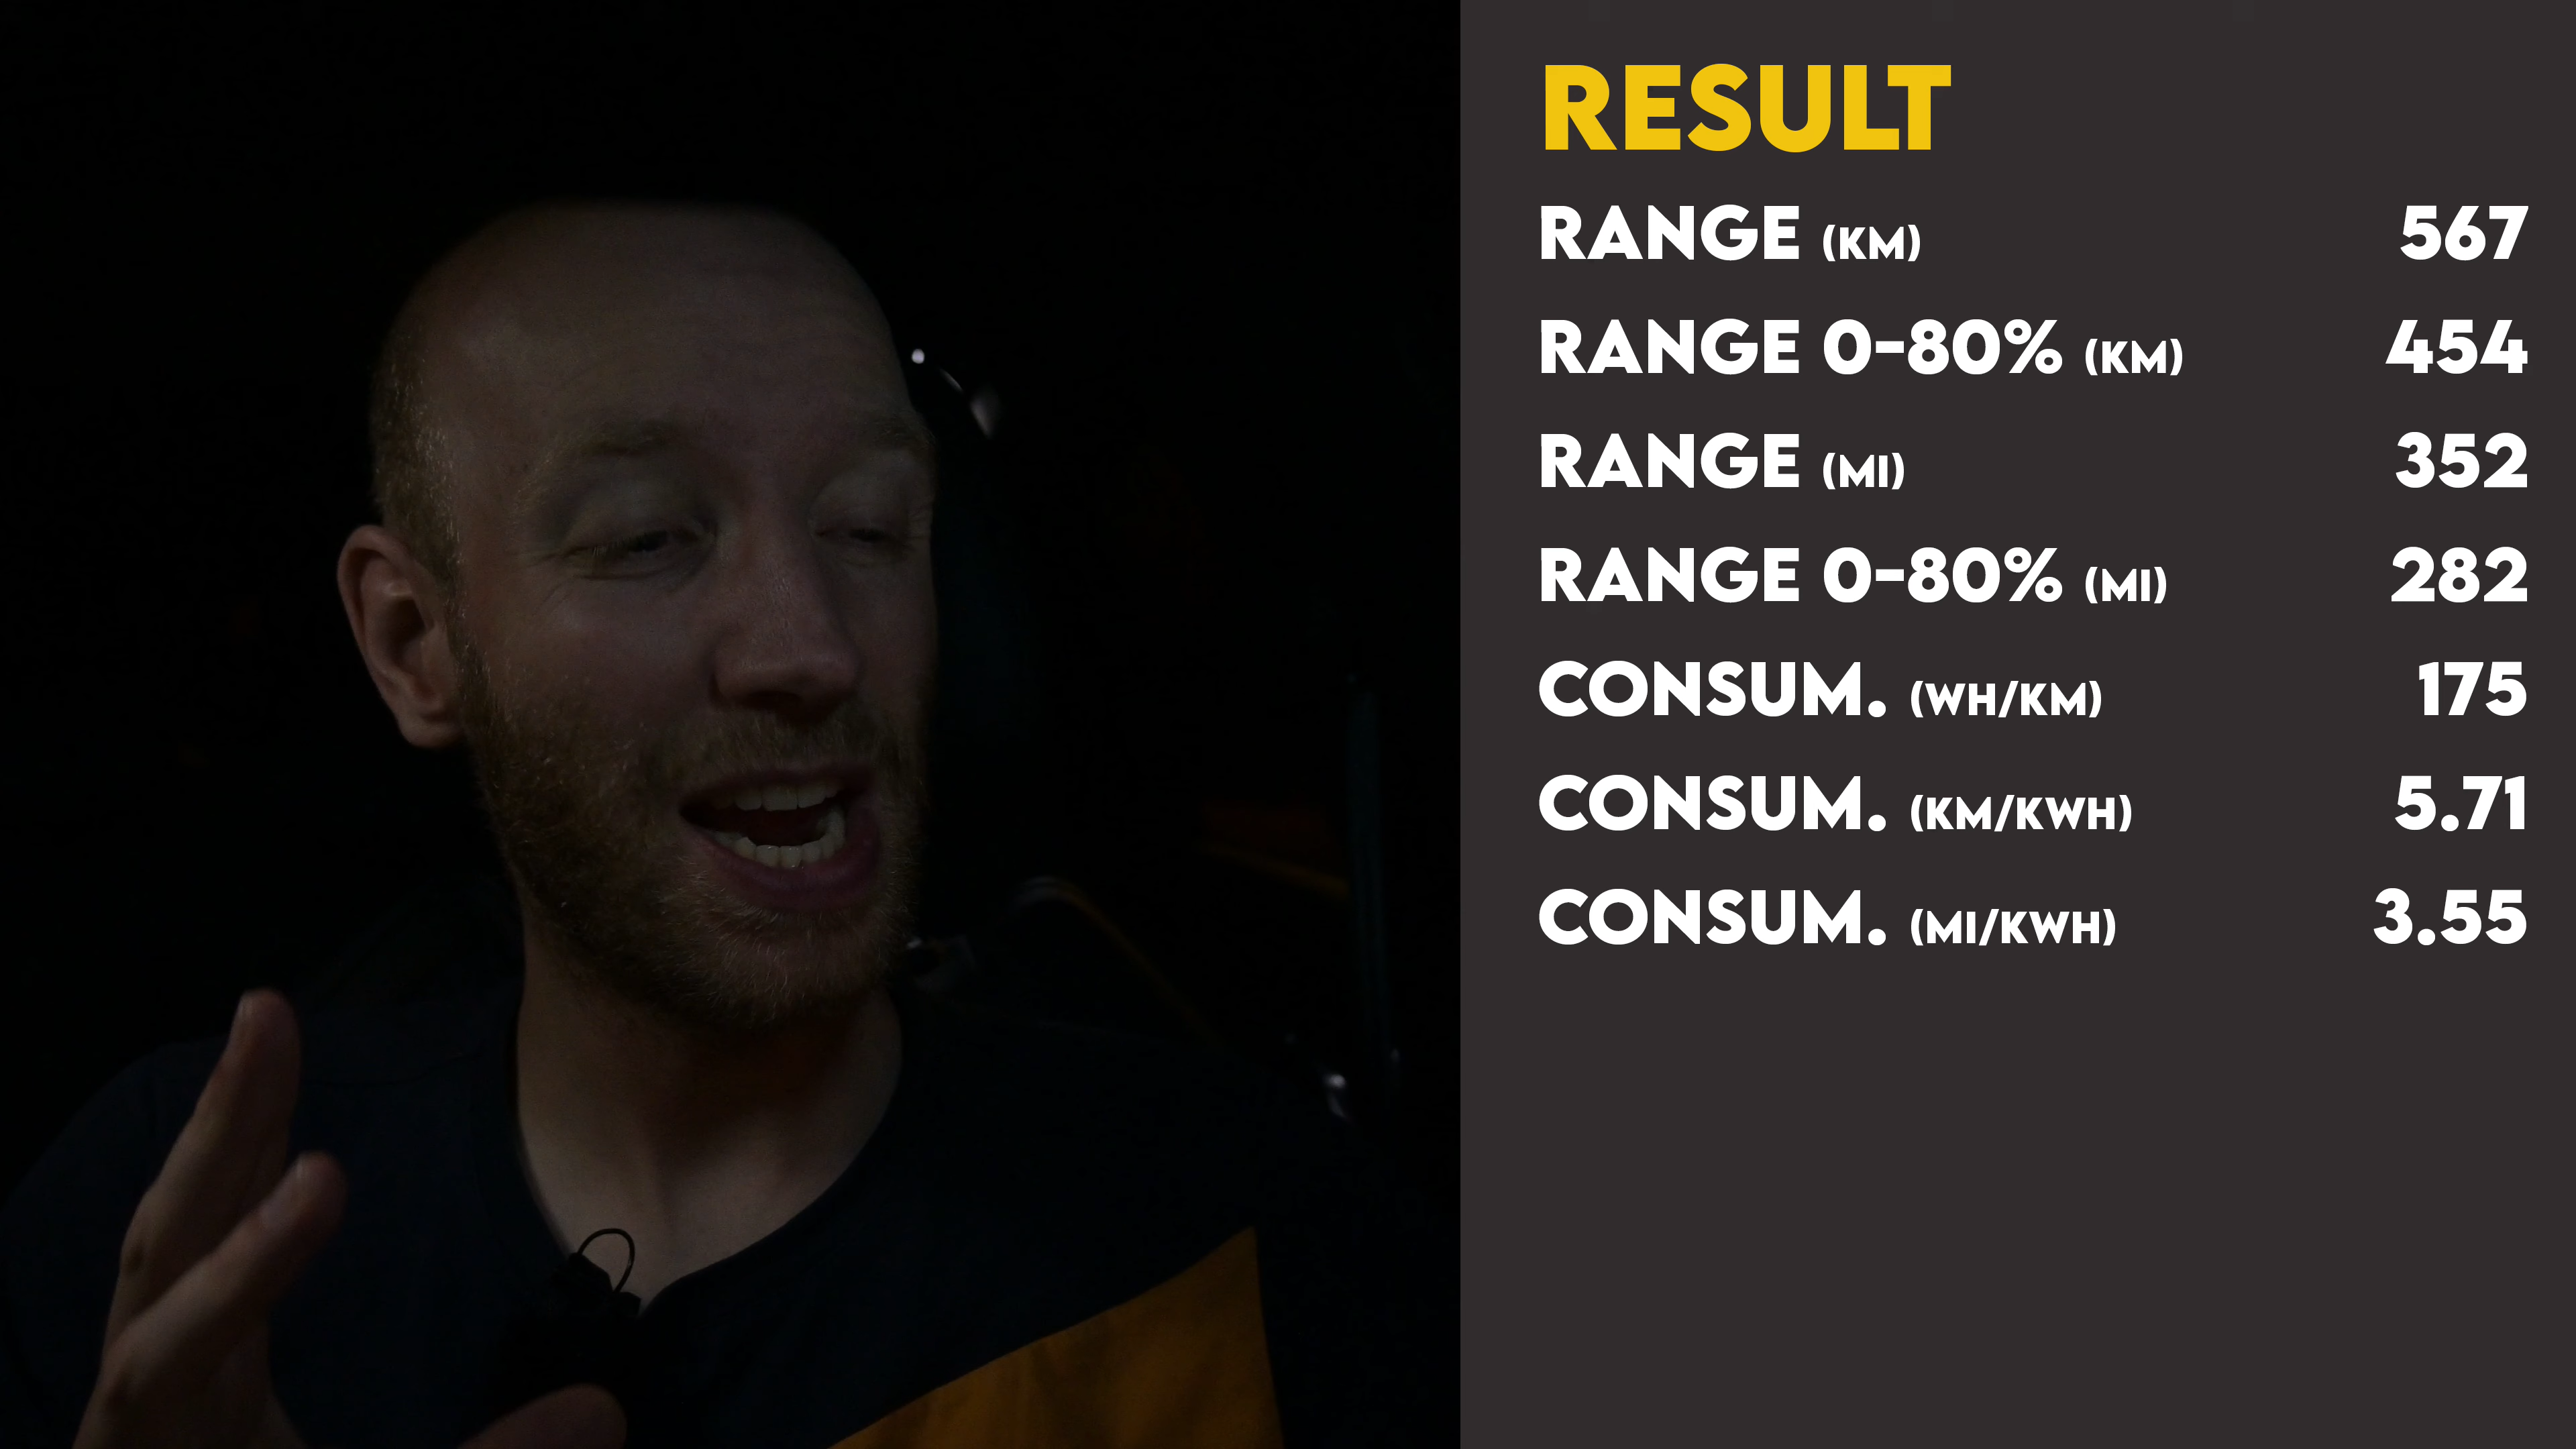 RESULT
RANGE (KM) 567
RANGE 0-80% (KM) 454
RANGE (MI) 352
RANGE 0-80% (MI) 282
CONSUM. (WH/KM) 175
CONSUM. (KM/KWH) 5.71
CONSUM. (MI/KWH) 3.55